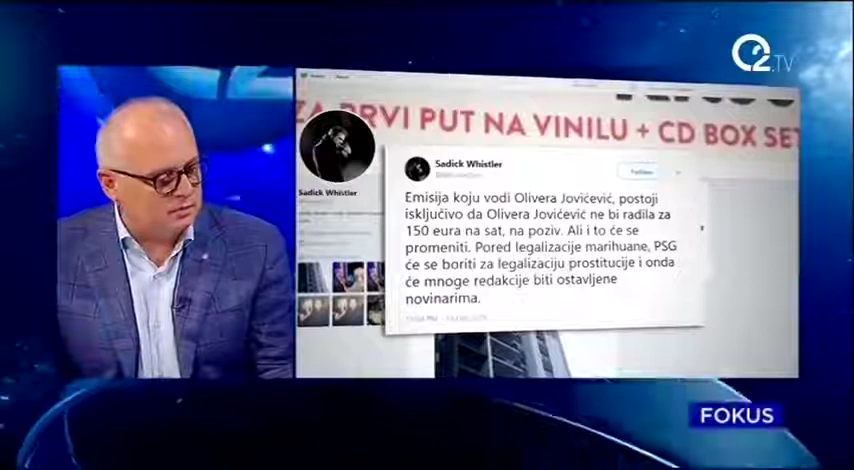 O2.TV
ZA PRVI PUT NA VINILU + CD BOX SET
Sadick Whistler
Sadick Whistler
Emisija koju vodi Olivera Jovićević, postoji
isključivo da Olivera Jovićević ne bi radila za
150 eura na sat, na poziv. Ali i to će se
promeniti. Pored legalizacije marihuane, PSG
će se boriti za legalizaciju prostitucije i onda
će mnoge redakcije biti ostavljene
novinarima.
FOKUS